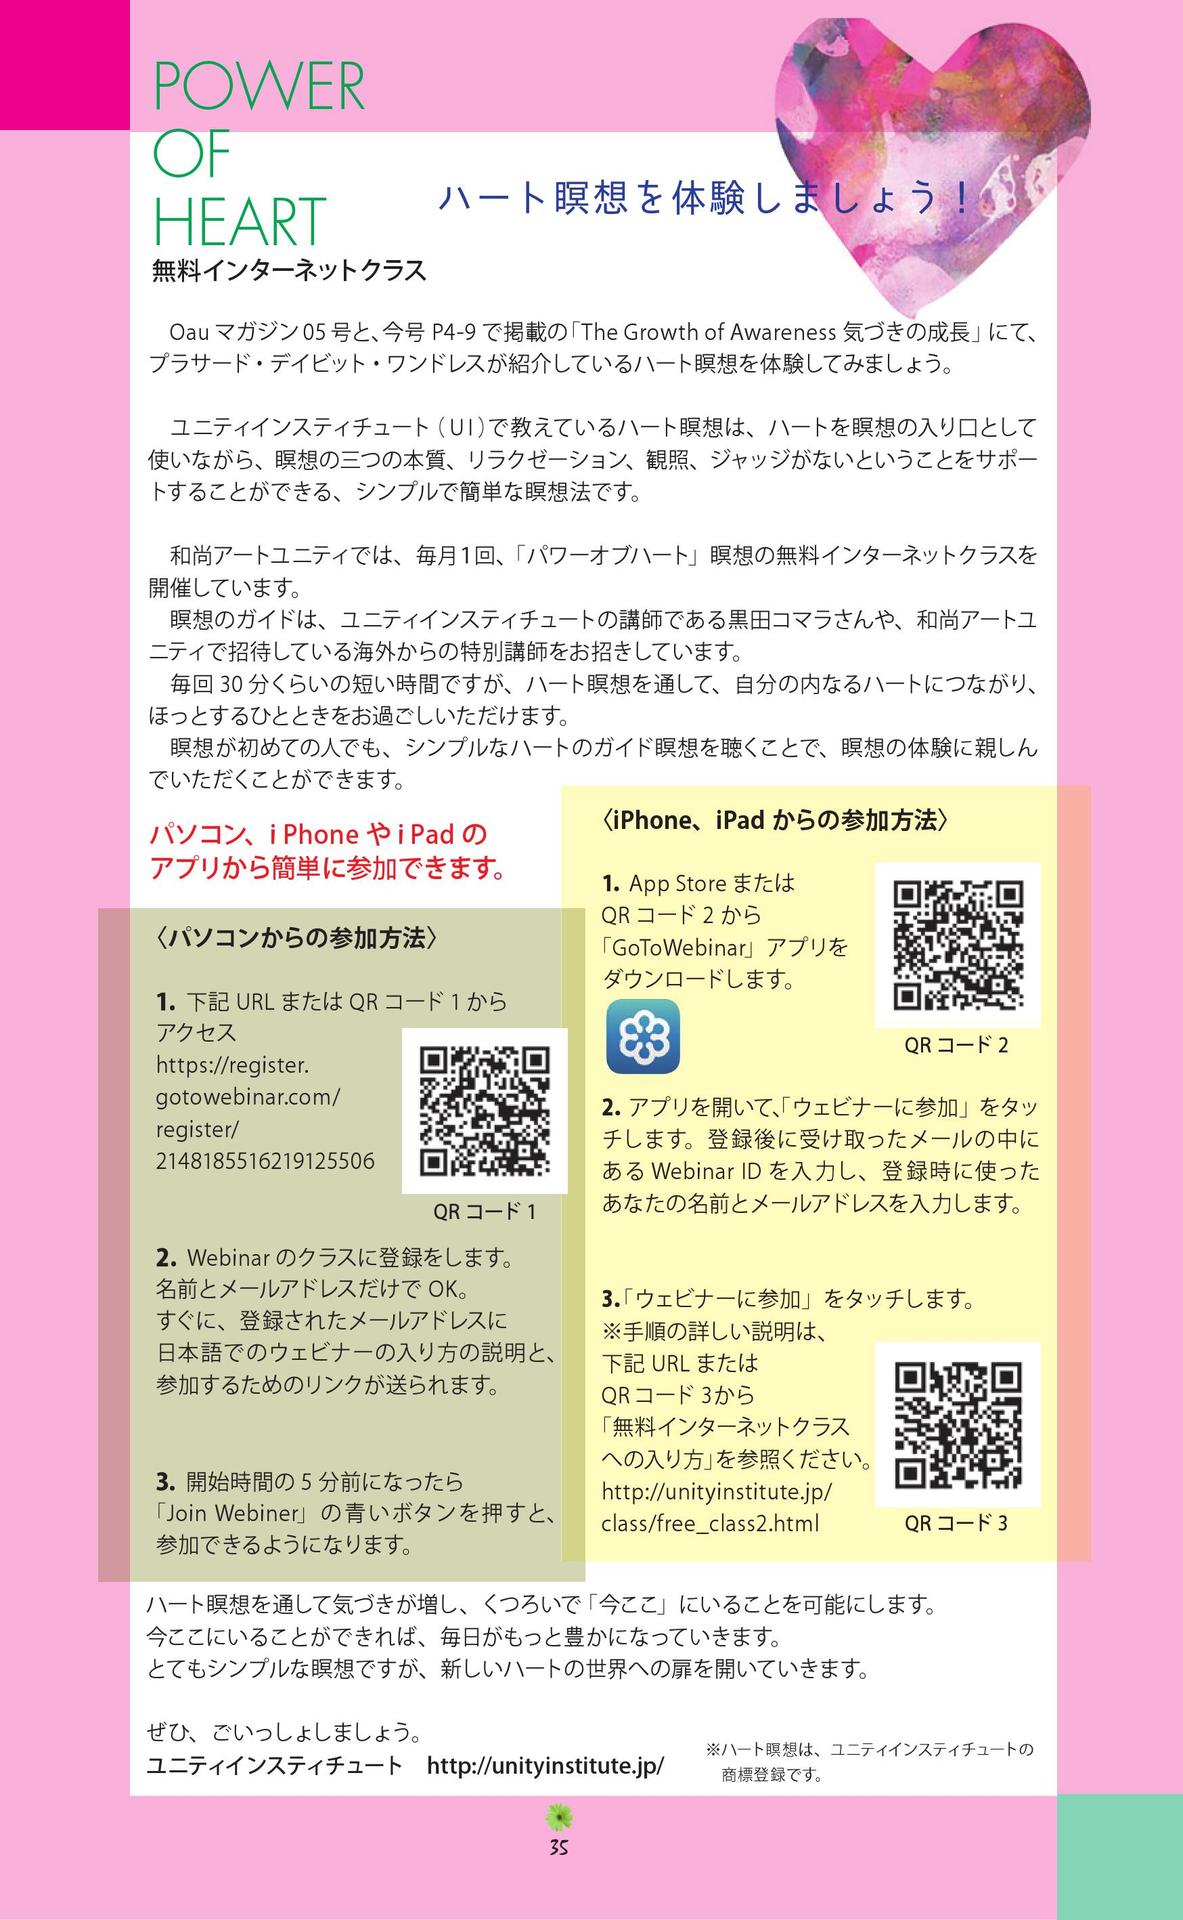 POWER
OF
HEART
ハート瞑想を体験しましょう！
無料インターネットクラス
Oau マガジン 05 号と、今号 P4-9 で掲載の「The Growth of Awareness 気づきの成長」にて、
プラサード・デイビット・ワンドレスが紹介しているハート瞑想を体験してみましょう。
ユニティインスティチュート（UI）で教えているハート瞑想は、ハートを瞑想の入り口として
使いながら、瞑想の三つの本質、リラクゼーション、観照、ジャッジがないということをサポー
トすることができる、シンプルで簡単な瞑想法です。
和尚アートユニティでは、毎月1回、「パワーオブハート」瞑想の無料インターネットクラスを
開催しています。
瞑想のガイドは、ユニティインスティチュートの講師である黒田コマラさんや、和尚アートユ
ニティで招待している海外からの特別講師をお招きしています。
毎回 30 分くらいの短い時間ですが、ハート瞑想を通して、自分の内なるハートにつながり、
ほっとするひとときをお過ごしいただけます。
瞑想が初めての人でも、シンプルなハートのガイド瞑想を聴くことで、瞑想の体験に親しん
でいただくことができます。
パソコン、i Phone や i Pad の
アプリから簡単に参加できます。
〈パソコンからの参加方法〉
1. 下記 URL または QR コード 1 から
アクセス
https://register.
gotowebinar.com/
register/
2148185516219125506
QR コード 1
2. Webinar のクラスに登録をします。
名前とメールアドレスだけで OK。
すぐに、登録されたメールアドレスに
日本語でのウェビナーの入り方の説明と、
参加するためのリンクが送られます。
3. 開始時間の 5 分前になったら
「Join Webiner」の青いボタンを押すと、
参加できるようになります。
〈iPhone、iPad からの参加方法〉
1. App Store または
QR コード 2 から
「GoToWebinar」アプリを
ダウンロードします。
QR コード 2
2. アプリを開いて、「ウェビナーに参加」をタッ
チします。登録後に受け取ったメールの中に
ある Webinar ID を入力し、登録時に使った
あなたの名前とメールアドレスを入力します。
3.「ウェビナーに参加」をタッチします。
※手順の詳しい説明は、
下記 URL または
QR コード 3から
「無料インターネットクラス
への入り方」を参照ください。
http://unityinstitute.jp/
class/free_class2.html
QR コード 3
ハート瞑想を通して気づきが増し、くつろいで「今ここ」にいることを可能にします。
今ここにいることができれば、毎日がもっと豊かになっていきます。
とてもシンプルな瞑想ですが、新しいハートの世界への扉を開いていきます。
ぜひ、ごいっしょしましょう。
ユニティインスティチュート　http://unityinstitute.jp/
※ハート瞑想は、ユニティインスティチュートの
商標登録です。
35